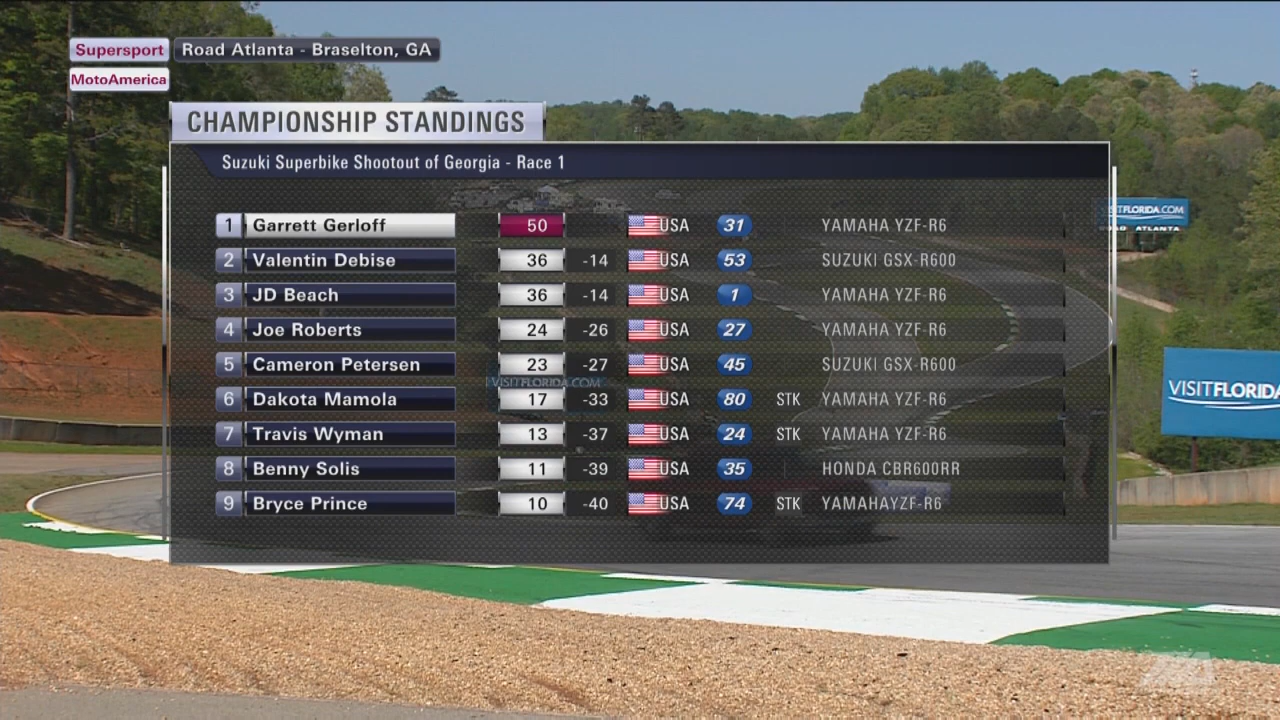 Supersport
Road Atlanta - Braselton, GA
MotoAmerica
CHAMPIONSHIP STANDINGS
Suzuki Superbike Shootout of Georgia - Race 1
1 Garrett Gerloff 50 USA 31 YAMAHA YZF-R6
2 Valentin Debise 36 -14 USA 53 SUZUKI GSX-R600
3 JD Beach 36 -14 USA 1 YAMAHA YZF-R6
4 Joe Roberts 24 -26 USA 27 YAMAHA YZF-R6
5 Cameron Petersen 23 -27 USA 45 SUZUKI GSX-R600
6 Dakota Mamola 17 -33 USA 80 STK YAMAHA YZF-R6
7 Travis Wyman 13 -37 USA 24 STK YAMAHA YZF-R6
8 Benny Solis 11 -39 USA 35 HONDA CBR600RR
9 Bryce Prince 10 -40 USA 74 STK YAMAHAYZF-R6
VISITFLORIDA.COM
TFLORIDA.COM
ROAD ATLANTA
VISITFLORIDA